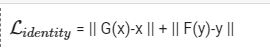 ℒidentity = || G(x)-x || + || F(y)-y ||